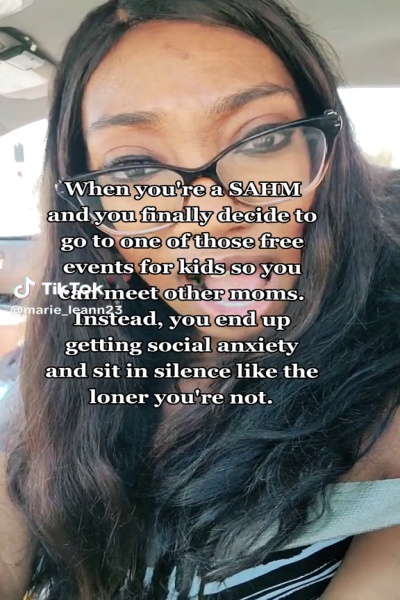 When you're a SAHM
and you finally decide to
go to one of those free
events for kids so you
can meet other moms.
Instead, you end up
getting social anxiety
and sit in silence like the
loner you're not.
TikTok
@marie_leann23